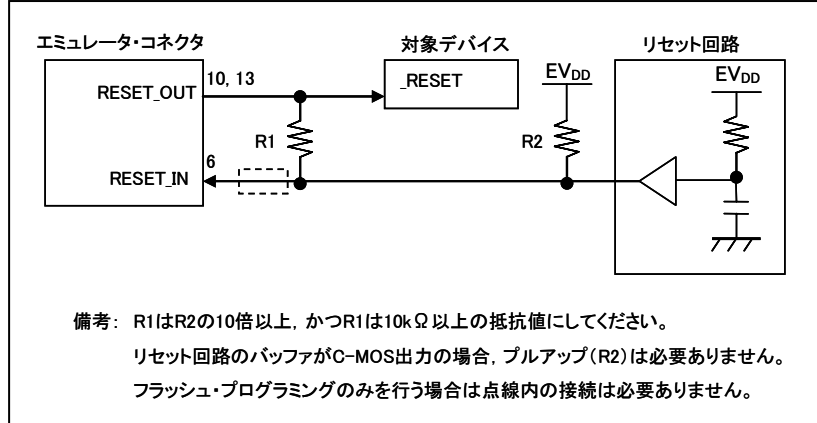 エミュレータ・コネクタ
対象デバイス
リセット回路
RESET_OUT
10, 13
_RESET
EVDD
EVDD
R1
R2
6
RESET_IN
備考: R1はR2の10倍以上, かつR1は10kΩ以上の抵抗値にしてください。
リセット回路のバッファがC-MOS出力の場合, プルアップ(R2)は必要ありません。
フラッシュ・プログラミングのみを行う場合は点線内の接続は必要ありません。